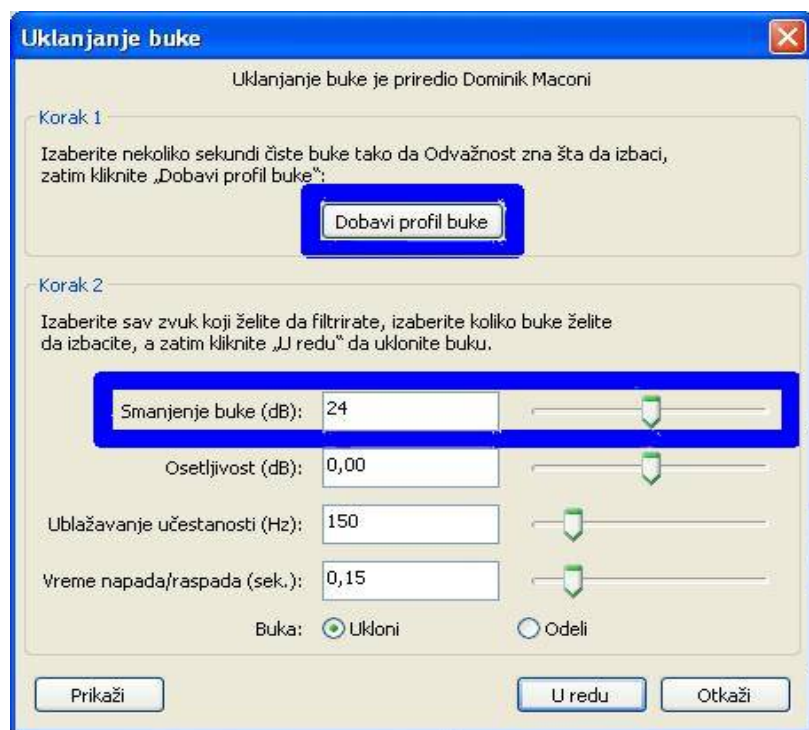 Uklanjanje buke
Uklanjanje buke je priredio Dominik Maconi
Korak 1
Izaberite nekoliko sekundi čiste buke tako da Odvažnost zna šta da izbaci,
zatim kliknite „Dobavi profil buke“:
Dobavi profil buke
Korak 2
Izaberite sav zvuk koji želite da filtrirate, izaberite koliko buke želite
da izbacite, a zatim kliknite „U redu“ da uklonite buku.
Smanjenje buke (dB): 24
Osetljivost (dB): 0,00
Ublažavanje učestanosti (Hz): 150
Vreme napada/raspada (sek.): 0,15
Buka: Ukloni Odeli
Prikaži U redu Otkaži